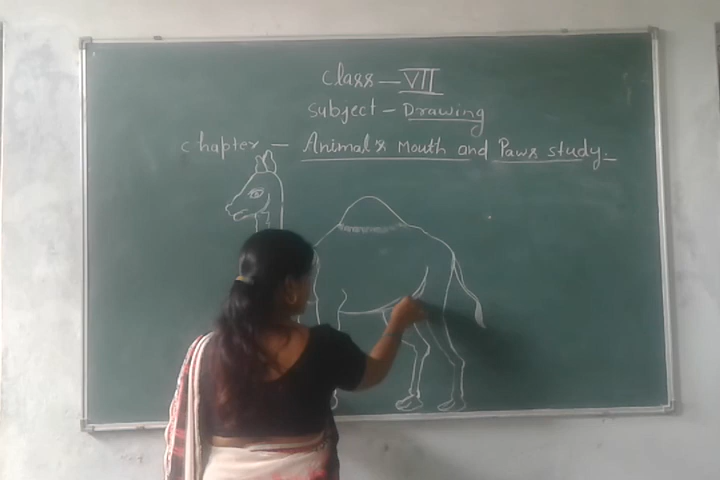 class - VII
subject - Drawing
chapter - Animal's Mouth and Paws study.